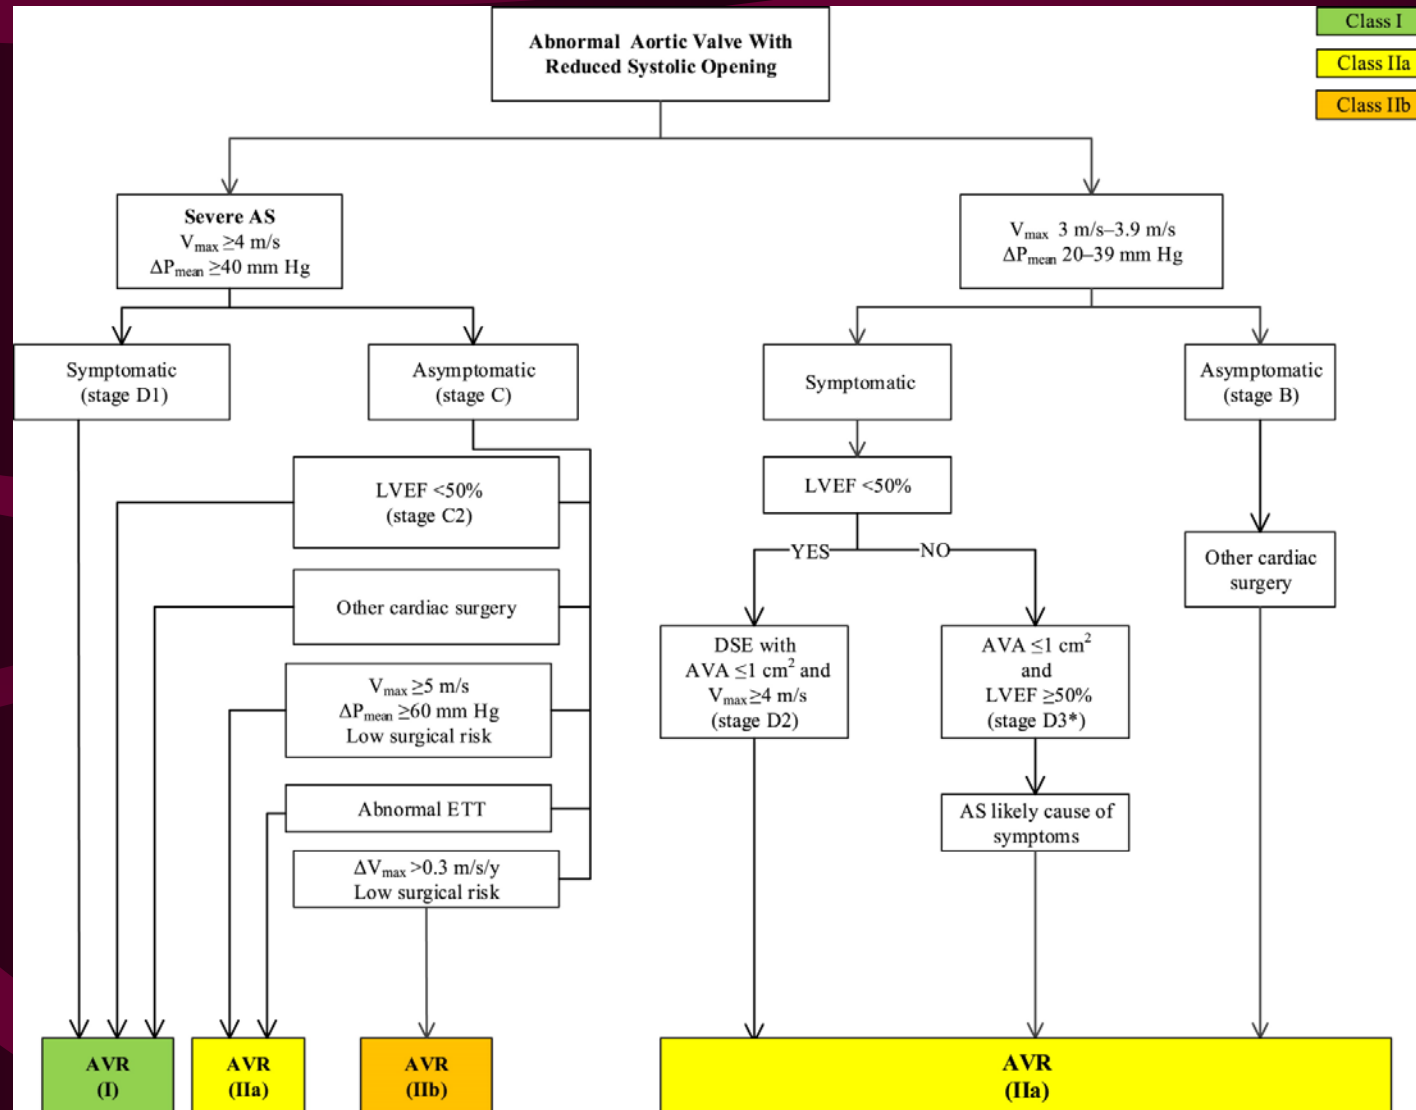 Abnormal Aortic Valve With
Reduced Systolic Opening
Class I
Class IIa
Class IIb
Severe AS
Vmax ≥4 m/s
ΔPmean ≥40 mm Hg
Vmax 3 m/s–3.9 m/s
ΔPmean 20–39 mm Hg
Symptomatic
(stage D1)
Asymptomatic
(stage C)
Symptomatic
Asymptomatic
(stage B)
LVEF <50%
(stage C2)
LVEF <50%
YES
NO
Other cardiac
surgery
Other cardiac surgery
DSE with
AVA ≤1 cm²and
Vmax ≥4 m/s
(stage D2)
AVA ≤1 cm²
and
LVEF ≥50%
(stage D3*)
Vmax ≥5 m/s
ΔPmean ≥60 mm Hg
Low surgical risk
Abnormal ETT
AS likely cause of
symptoms
ΔVmax >0.3 m/s/y
Low surgical risk
AVR
(I)
AVR
(IIa)
AVR
(IIb)
AVR
(IIa)